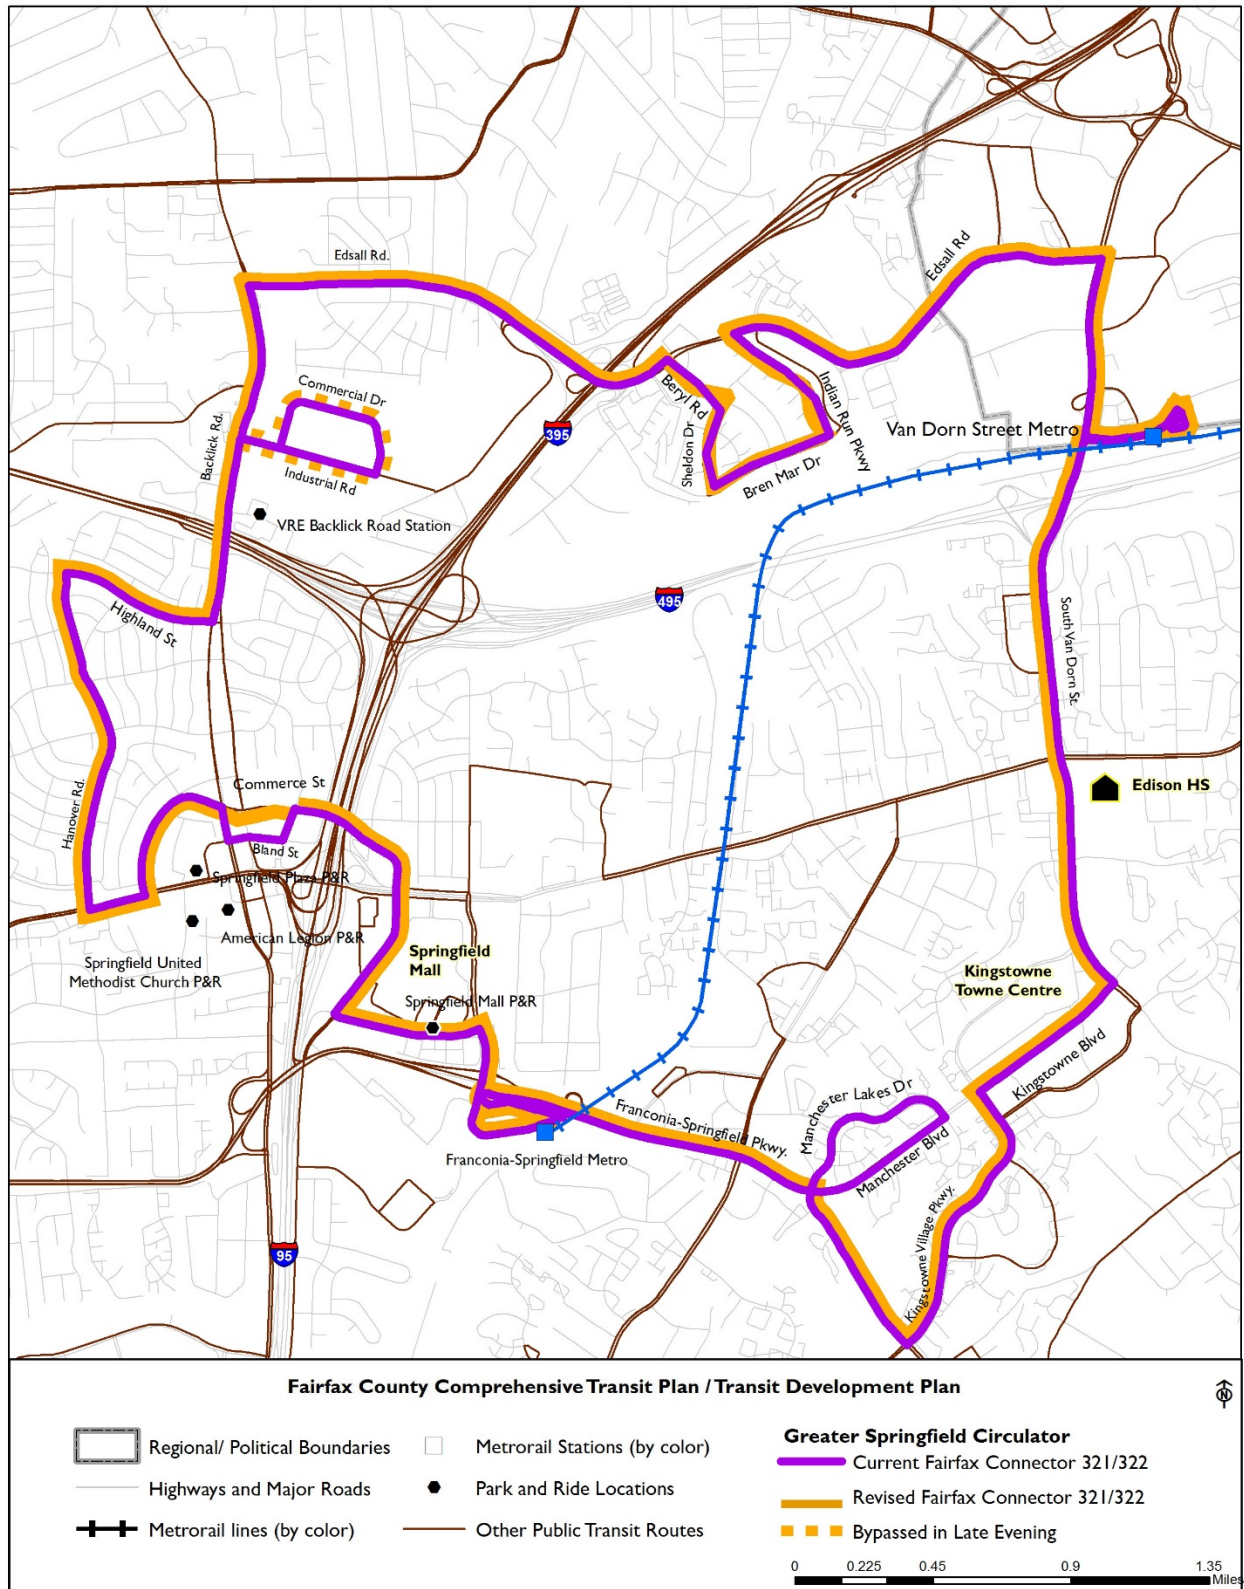 Edsall Rd.
Edsall Rd
Commercial Dr
Beryl Rd
Indian Run Pkwy
Backlick Rd.
395
Van Dorn Street Metro
Sheldon Dr
Industrial Rd
Bren Mar Dr
VRE Backlick Road Station
Highland St
495
South Van Dorn St.
Commerce St
Edison HS
Hanover Rd.
Bland St
Springfield Plaza P&R
American Legion P&R
Springfield
Mall
Springfield United
Methodist Church P&R
Kingstowne
Towne Centre
Springfield Mall P&R
Kingstowne Blvd
Manchester Lakes Dr
Franconia-Springfield Pkwy.
Manchester Blvd
Franconia-Springfield Metro
Kingstowne Village Pkwy.
95
Fairfax County Comprehensive Transit Plan / Transit Development Plan
N
Regional/ Political Boundaries
Highways and Major Roads
Metrorail lines (by color)
Metrorail Stations (by color)
Park and Ride Locations
Other Public Transit Routes
Greater Springfield Circulator
Current Fairfax Connector 321/322
Revised Fairfax Connector 321/322
Bypassed in Late Evening
0 0.225 0.45 0.9 1.35
Miles